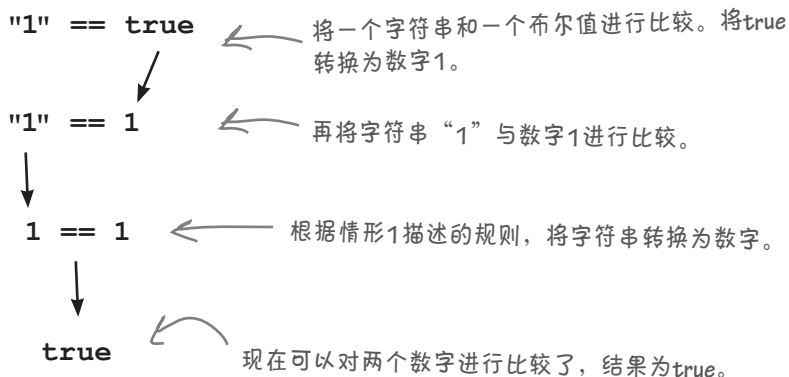 "1" == true
将一个字符串和一个布尔值进行比较。将true
转换为数字1。
"1" == 1
再将字符串“1”与数字1进行比较。
1 == 1
根据情形1描述的规则，将字符串转换为数字。
true
现在可以对两个数字进行比较了，结果为true。